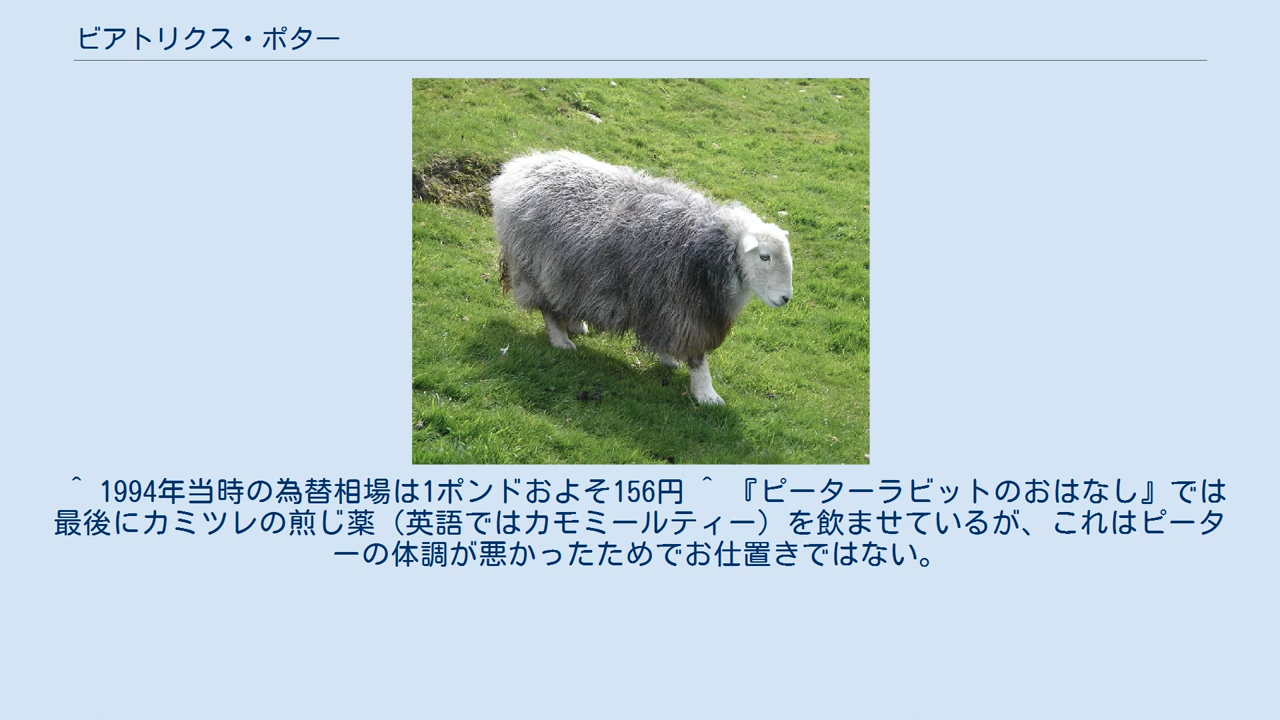 ビアトリクス・ポター
^ 1994年当時の為替相場は1ポンドおよそ156円 ^ 『ピーターラビットのおはなし』では
最後にカミツレの煎じ薬（英語ではカモミールティー）を飲ませているが、これはピータ
ーの体調が悪かったためでお仕置きではない。